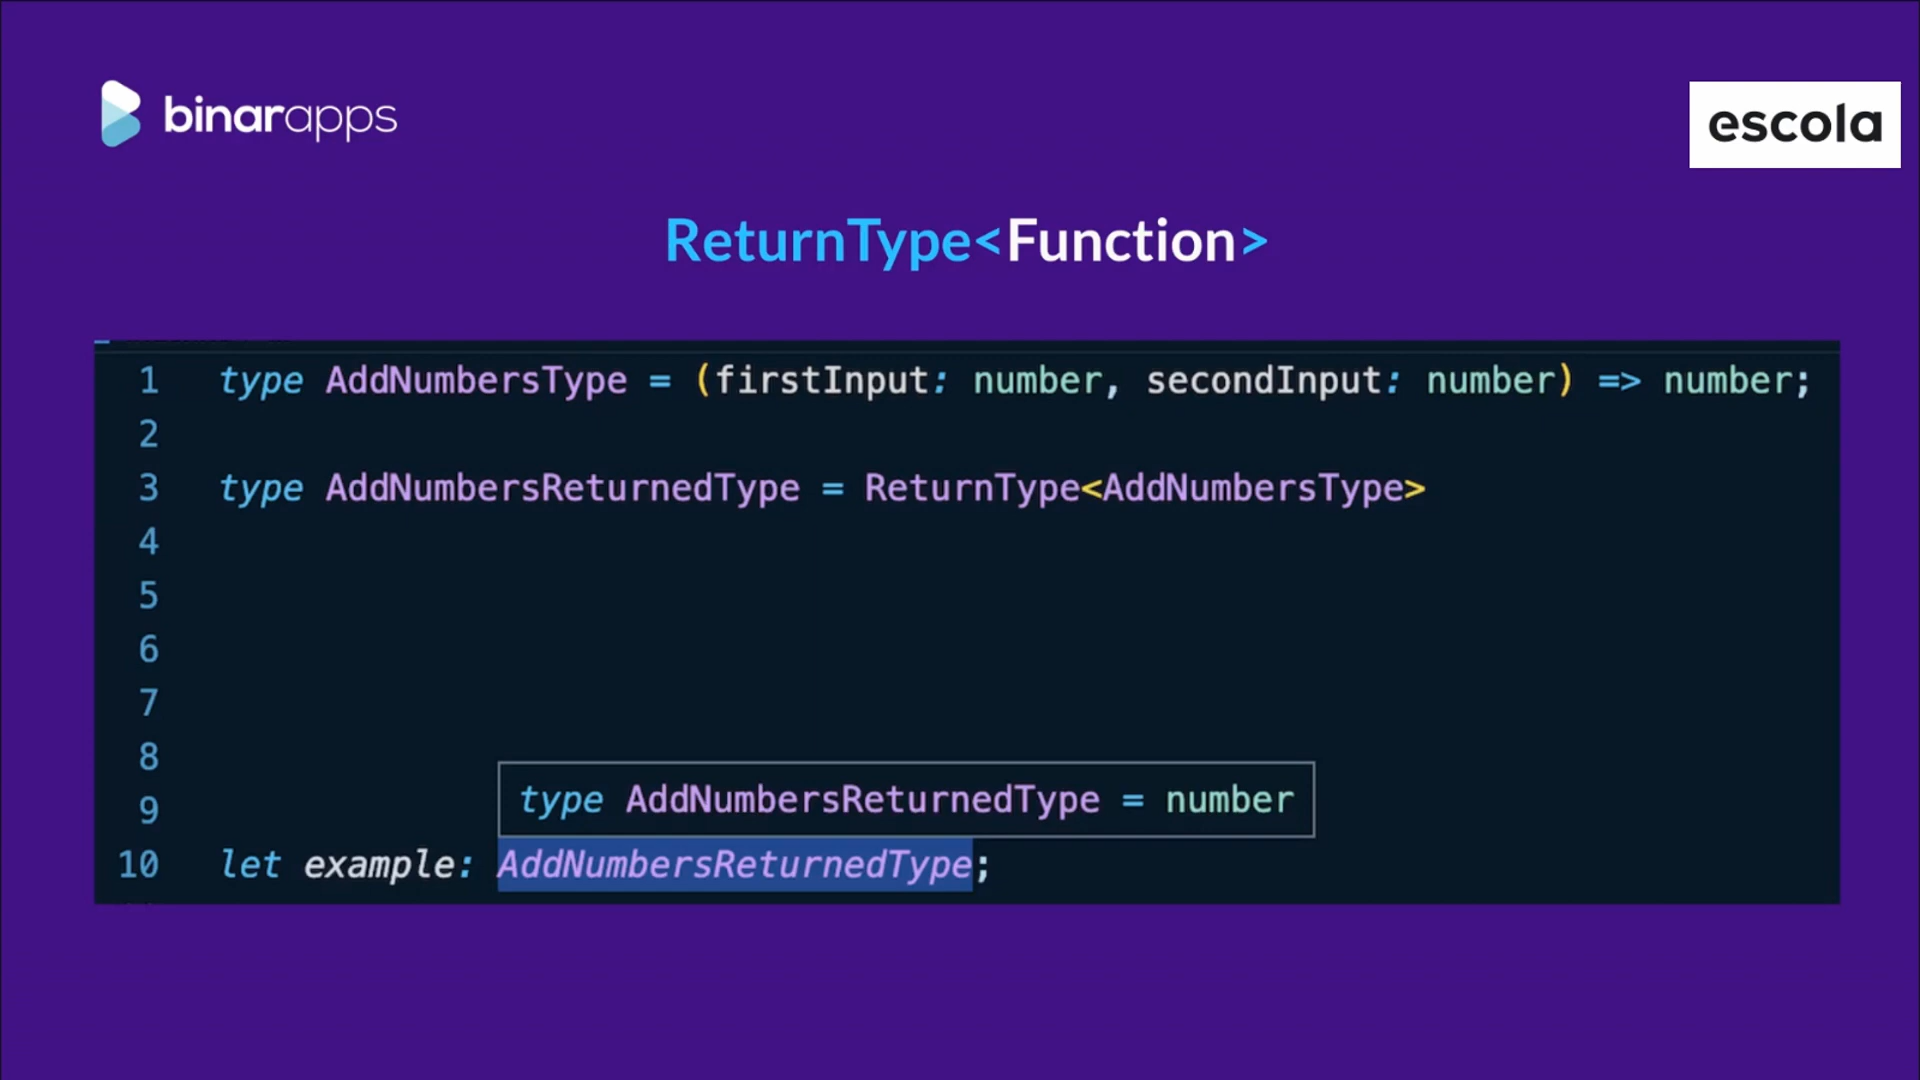 binarapps
escola
ReturnType<Function>
1 type AddNumbersType = (firstInput: number, secondInput: number) => number;
2
3 type AddNumbersReturnedType = ReturnType<AddNumbersType>
4
5
6
7
8
type AddNumbersReturnedType = number
9
10 let example: AddNumbersReturnedType;